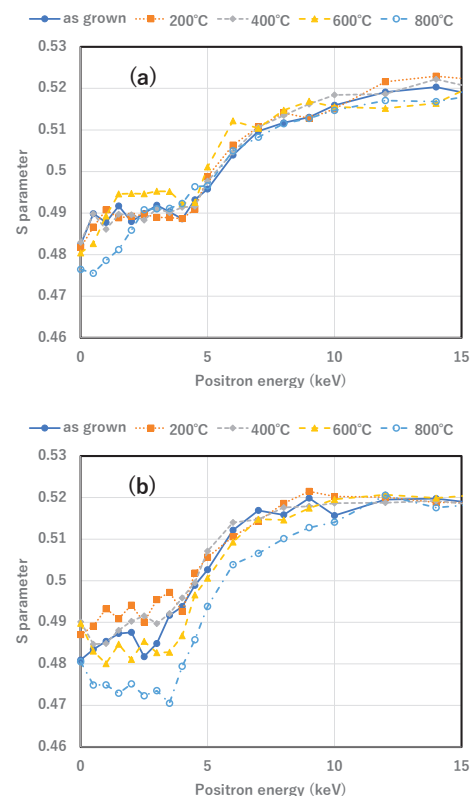 as grown 200℃ 400℃ 600℃ 800℃
0.53
(a)
0.52
0.51
0.5
0.49
0.48
0.47
0.46
S parameter
0 5 10 15
Positron energy (keV)
as grown 200℃ 400℃ 600℃ 800℃
0.53
(b)
0.52
0.51
0.5
0.49
0.48
0.47
0.46
S parameter
0 5 10 15
Positron energy (keV)